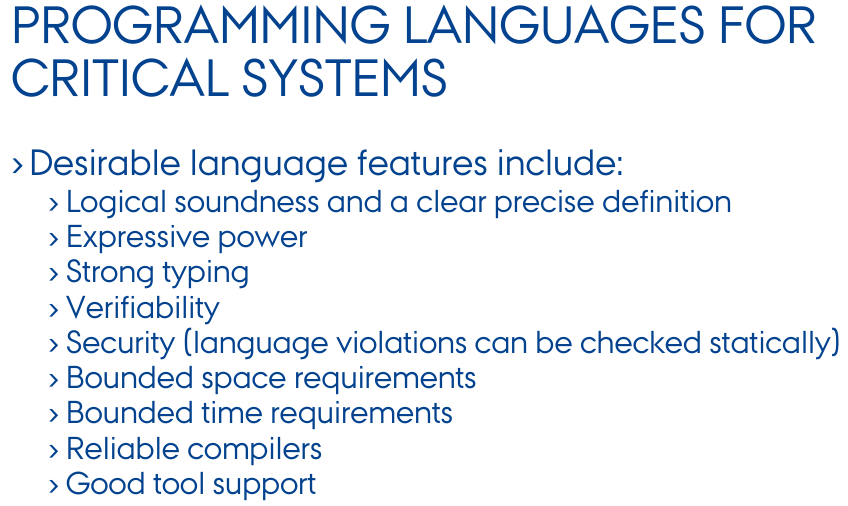 PROGRAMMING LANGUAGES FOR
CRITICAL SYSTEMS
› Desirable language features include:
› Logical soundness and a clear precise definition
› Expressive power
› Strong typing
› Verifiability
› Security (language violations can be checked statically)
› Bounded space requirements
› Bounded time requirements
› Reliable compilers
› Good tool support